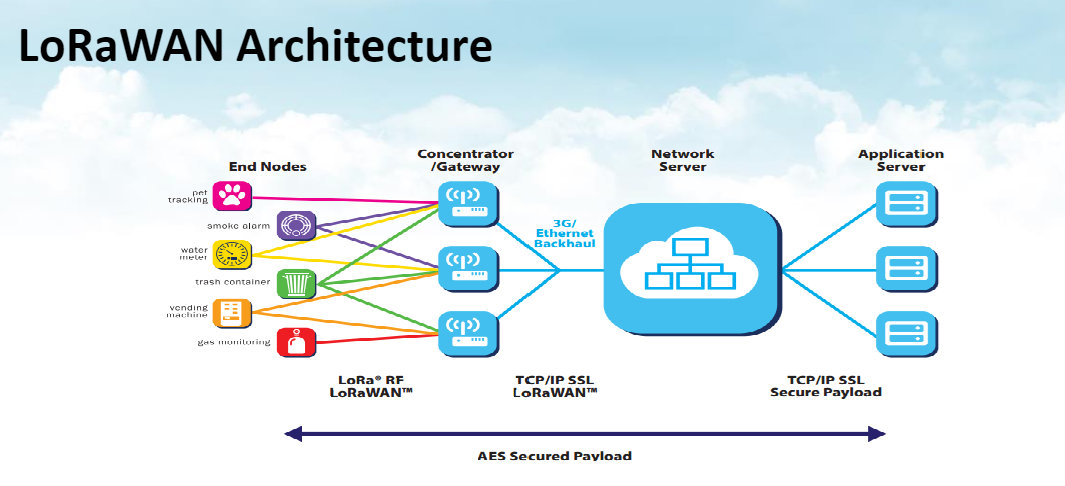 LoRaWAN Architecture
End Nodes
Concentrator
/Gateway
Network
Server
Application
Server
pet
tracking
smoke alarm
water
meter
trash container
vending
machine
gas monitoring
3G/
Ethernet
Backhaul
LoRa® RF
LoRaWAN™
TCP/IP SSL
LoRaWAN™
TCP/IP SSL
Secure Payload
AES Secured Payload